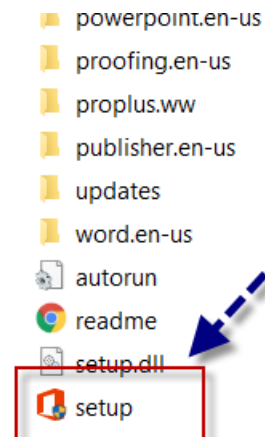 powerpoint.en-us
proofing.en-us
proplus.ww
publisher.en-us
updates
word.en-us
autorun
readme
setup.dll
setup